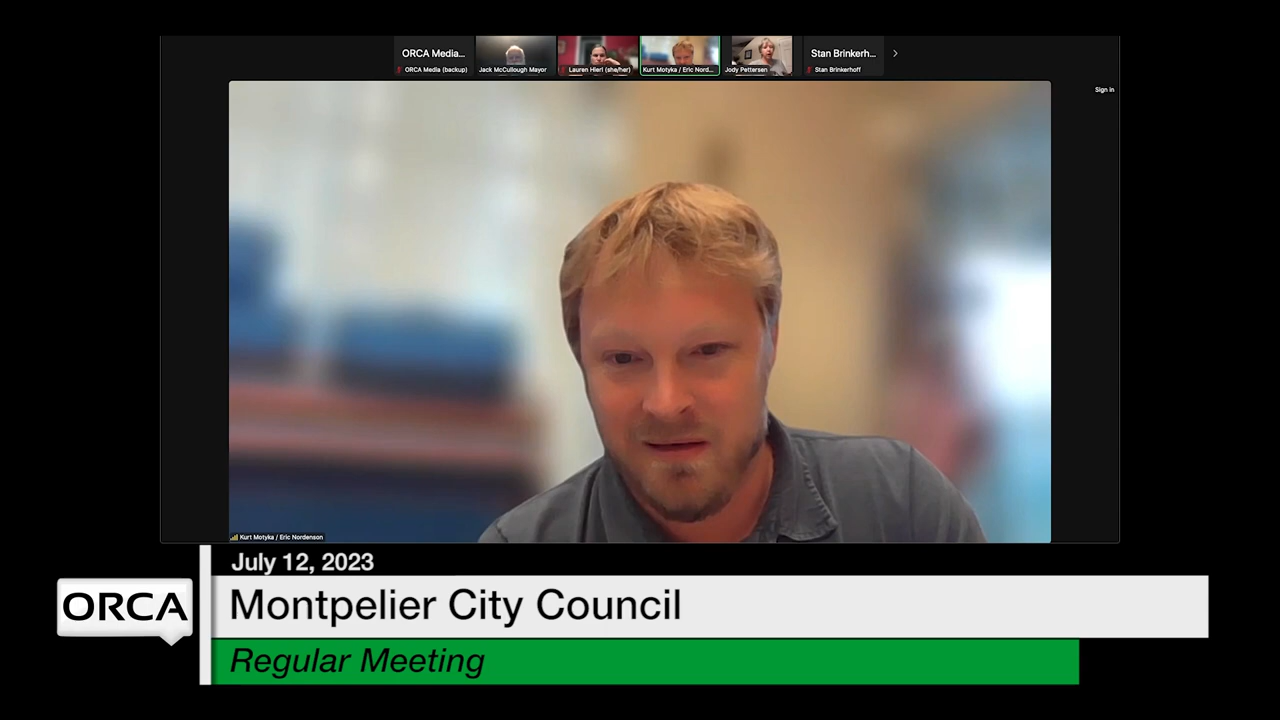 ORCA Media...
ORCA Media (backup)
Jack McCullough Mayor
Lauren Hierl (she/her)
Kurt Motyka / Eric Nord...
Jody Pettersen
Stan Brinkerh...
Stan Brinkerhoff
Sign in
Kurt Motyka / Eric Nordenson
July 12, 2023
ORCA
Montpelier City Council
Regular Meeting